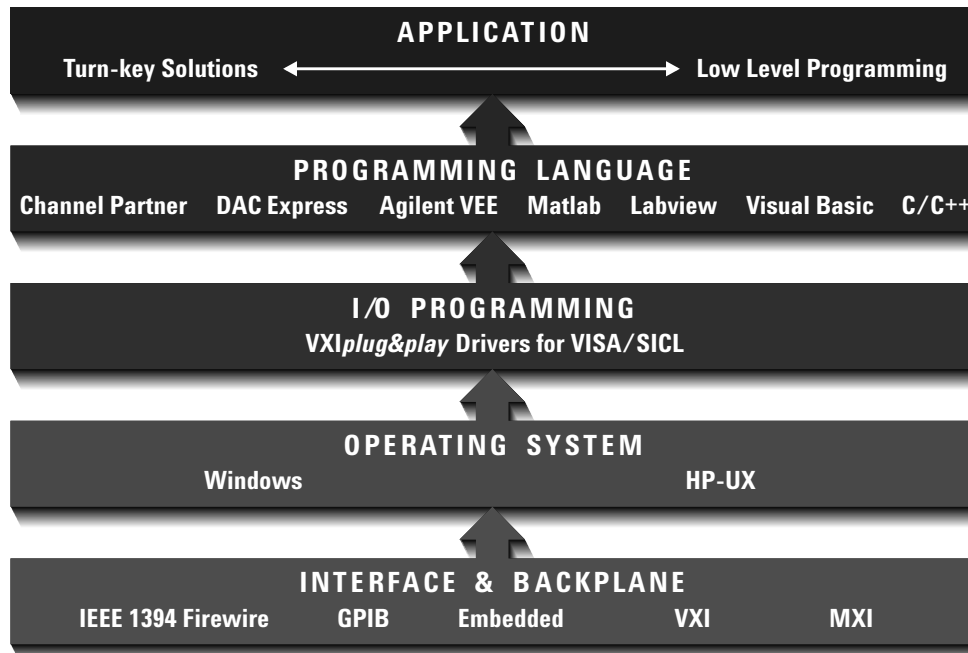 APPLICATION
Turn-key Solutions Low Level Programming
PROGRAMMING LANGUAGE
Channel Partner DAC Express Agilent VEE Matlab Labview Visual Basic C/C++
I/O PROGRAMMING
VXIplug&play Drivers for VISA/SICL
OPERATING SYSTEM
Windows HP-UX
INTERFACE & BACKPLANE
IEEE 1394 Firewire GPIB Embedded VXI MXI